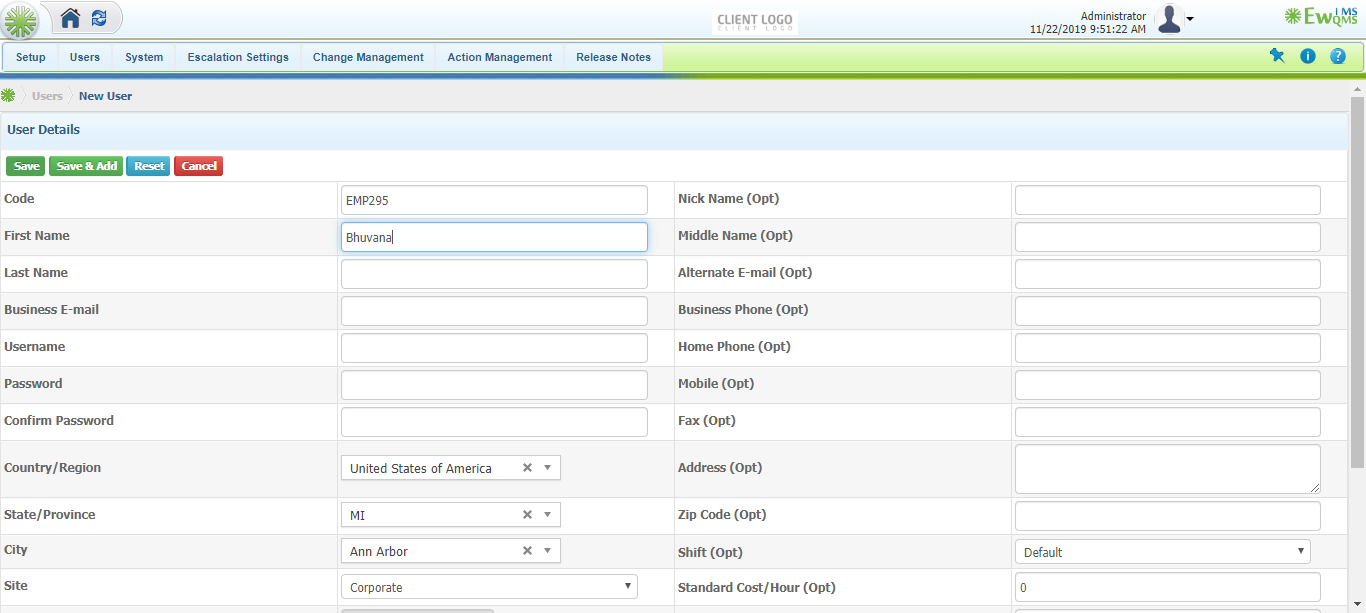 CLIENT LOGO
CLIENT LOGO
Administrator
11/22/2019 9:51:22 AM
EwQMS iMS
Setup Users System Escalation Settings Change Management Action Management Release Notes
Users New User
User Details
Save Save & Add Reset Cancel
Code EMP295 Nick Name (Opt)
First Name Bhuvana Middle Name (Opt)
Last Name Alternate E-mail (Opt)
Business E-mail Business Phone (Opt)
Username Home Phone (Opt)
Password Mobile (Opt)
Confirm Password Fax (Opt)
Country/Region United States of America Address (Opt)
State/Province MI Zip Code (Opt)
City Ann Arbor Shift (Opt) Default
Site Corporate Standard Cost/Hour (Opt) 0